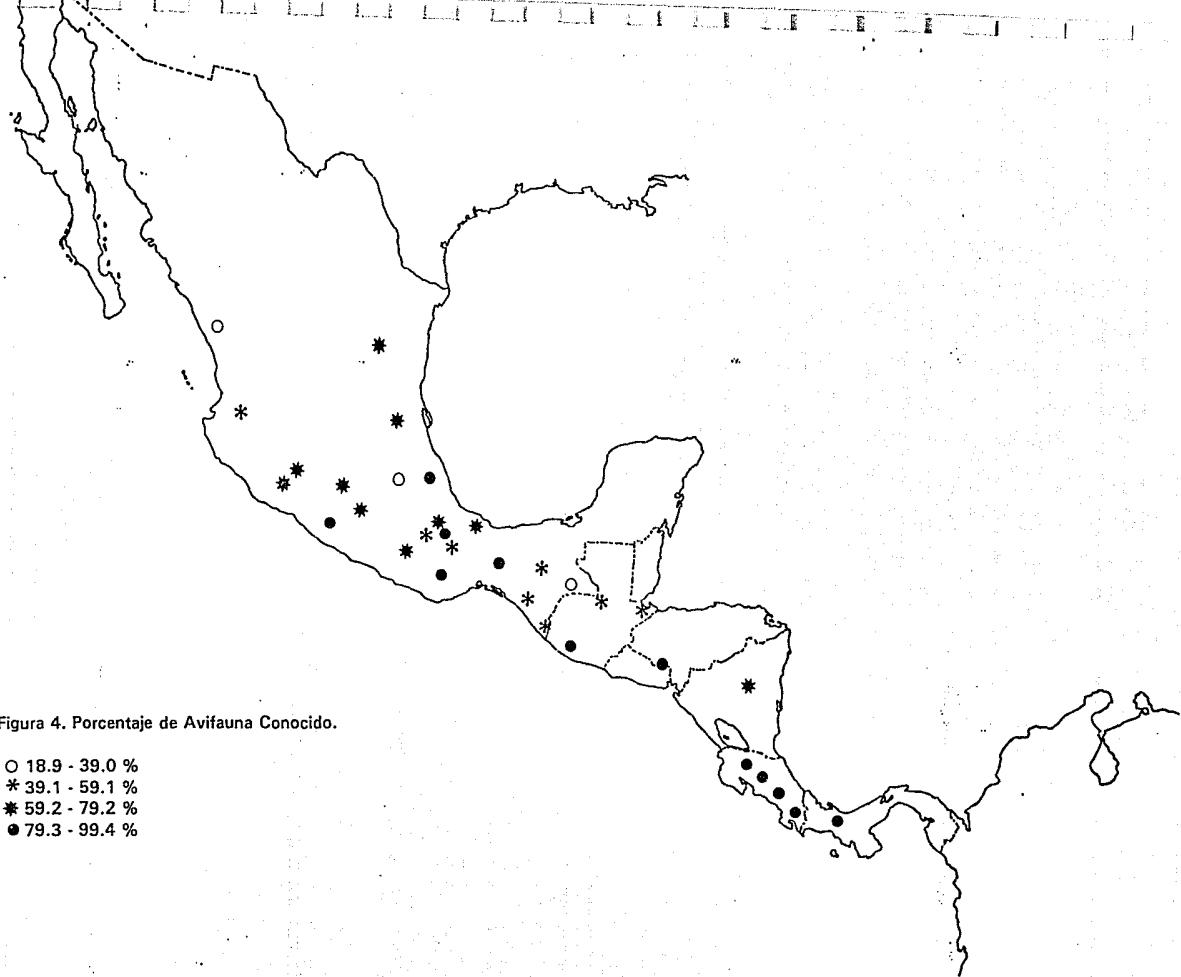 Figura 4. Porcentaje de Avifauna Conocido.
○ 18.9 - 39.0 %
* 39.1 - 59.1 %
✷ 59.2 - 79.2 %
● 79.3 - 99.4 %